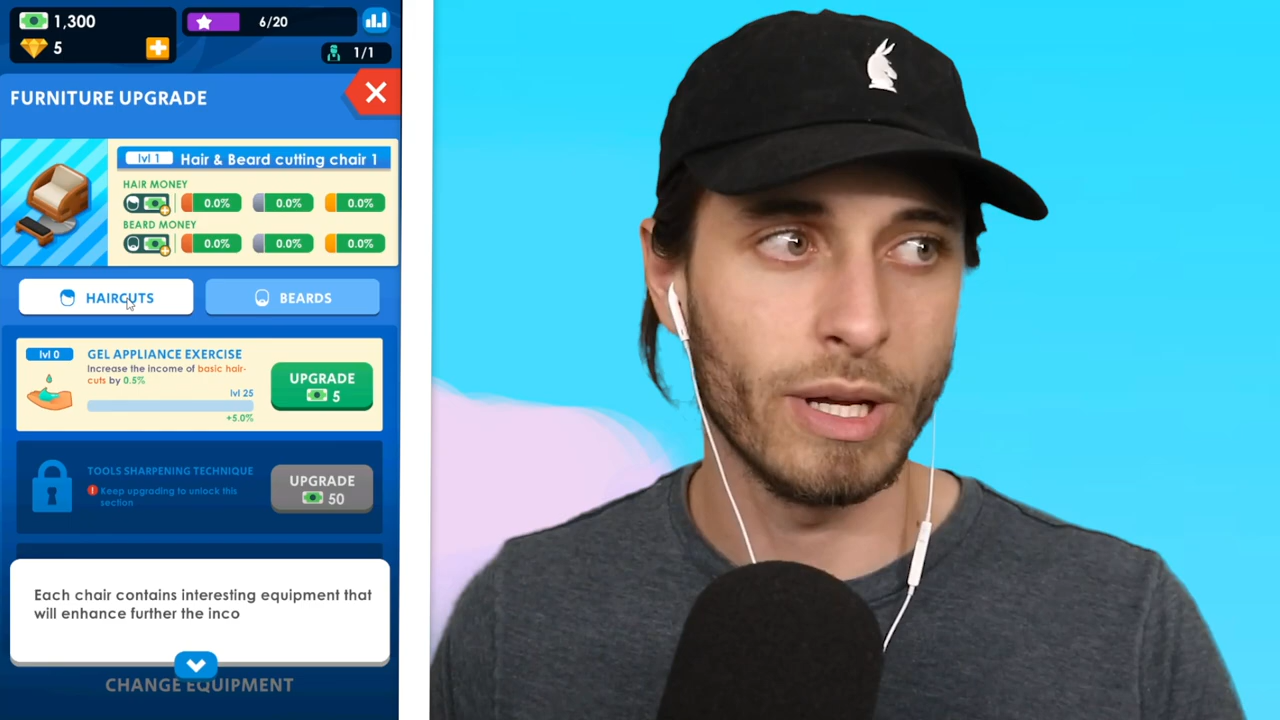 1,300
6/20
5
1/1
FURNITURE UPGRADE
lvl 1 Hair & Beard cutting chair 1
HAIR MONEY
0.0% 0.0% 0.0%
BEARD MONEY
0.0% 0.0% 0.0%
HAIRCUTS
BEARDS
lvl 0
GEL APPLIANCE EXERCISE
Increase the income of basic hair-
cuts by 0.5%
lvl 25
+5.0%
UPGRADE
5
TOOLS SHARPENING TECHNIQUE
Keep upgrading to unlock this
section
UPGRADE
50
Each chair contains interesting equipment that
will enhance further the inco
CHANGE EQUIPMENT